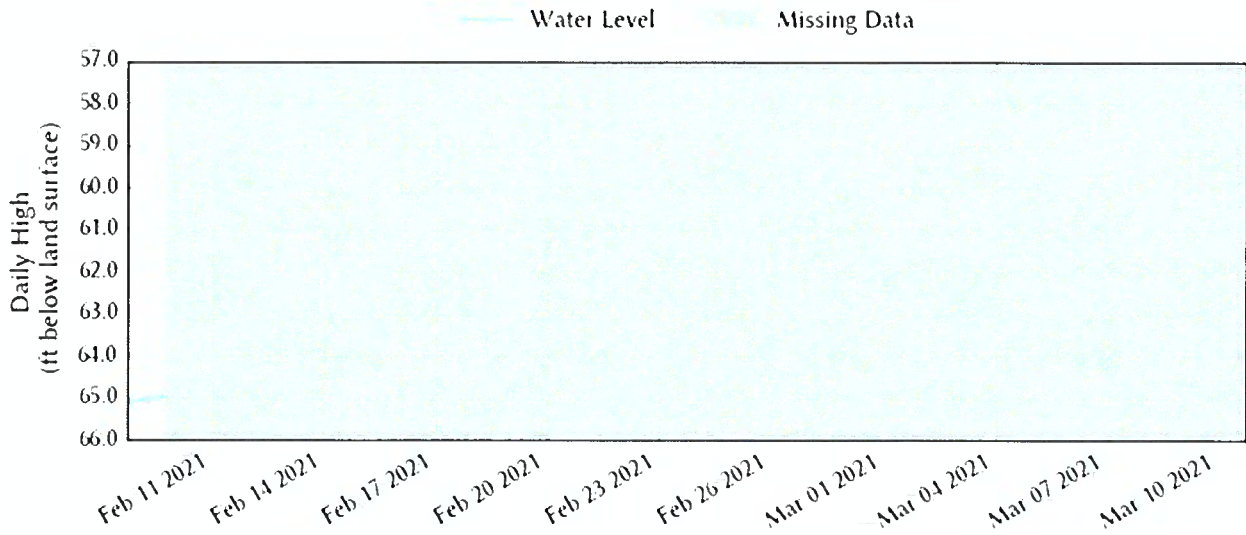 Water Level Missing Data
57.0
58.0
59.0
60.0
61.0
62.0
63.0
64.0
65.0
66.0
Daily High
(ft below land surface)
Feb 11 2021 Feb 14 2021 Feb 17 2021 Feb 20 2021 Feb 23 2021 Feb 26 2021 Mar 01 2021 Mar 04 2021 Mar 07 2021 Mar 10 2021